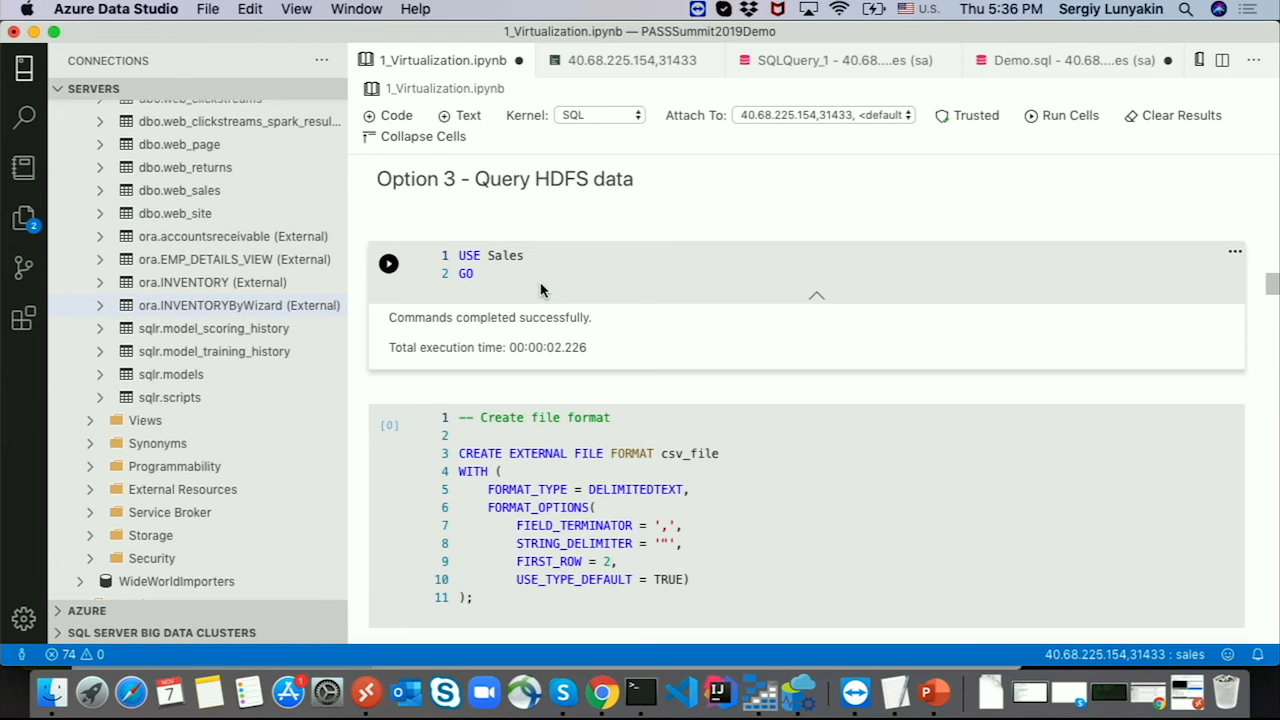 Azure Data Studio File Edit View Window Help U.S. Thu 5:36 PM Sergiy Lunyakin
1_Virtualization.ipynb — PASSSummit2019Demo
CONNECTIONS ···
1_Virtualization.ipynb ● 40.68.225.154,31433 SQLQuery_1 - 40.68....es (sa) Demo.sql - 40.68....es (sa) ●
SERVERS
1_Virtualization.ipynb
dbo.web_clickstreams
dbo.web_clickstreams_spark_resul...
dbo.web_page
dbo.web_returns
dbo.web_sales
dbo.web_site
ora.accountsreceivable (External)
ora.EMP_DETAILS_VIEW (External)
ora.INVENTORY (External)
ora.INVENTORYByWizard (External)
sqlr.model_scoring_history
sqlr.model_training_history
sqlr.models
sqlr.scripts
Views
Synonyms
Programmability
External Resources
Service Broker
Storage
Security
WideWorldImporters
AZURE
SQL SERVER BIG DATA CLUSTERS
2
Code Text Kernel: SQL Attach To: 40.68.225.154,31433, <default Trusted Run Cells Clear Results
Collapse Cells
Option 3 - Query HDFS data
1 USE Sales
2 GO
Commands completed successfully.
Total execution time: 00:00:02.226
[0]
1 -- Create file format
2
3 CREATE EXTERNAL FILE FORMAT csv_file
4 WITH (
5 FORMAT_TYPE = DELIMITEDTEXT,
6 FORMAT_OPTIONS(
7 FIELD_TERMINATOR = ',',
8 STRING_DELIMITER = '"',
9 FIRST_ROW = 2,
10 USE_TYPE_DEFAULT = TRUE)
11 );
74 0 40.68.225.154,31433 : sales
NOV
7
1